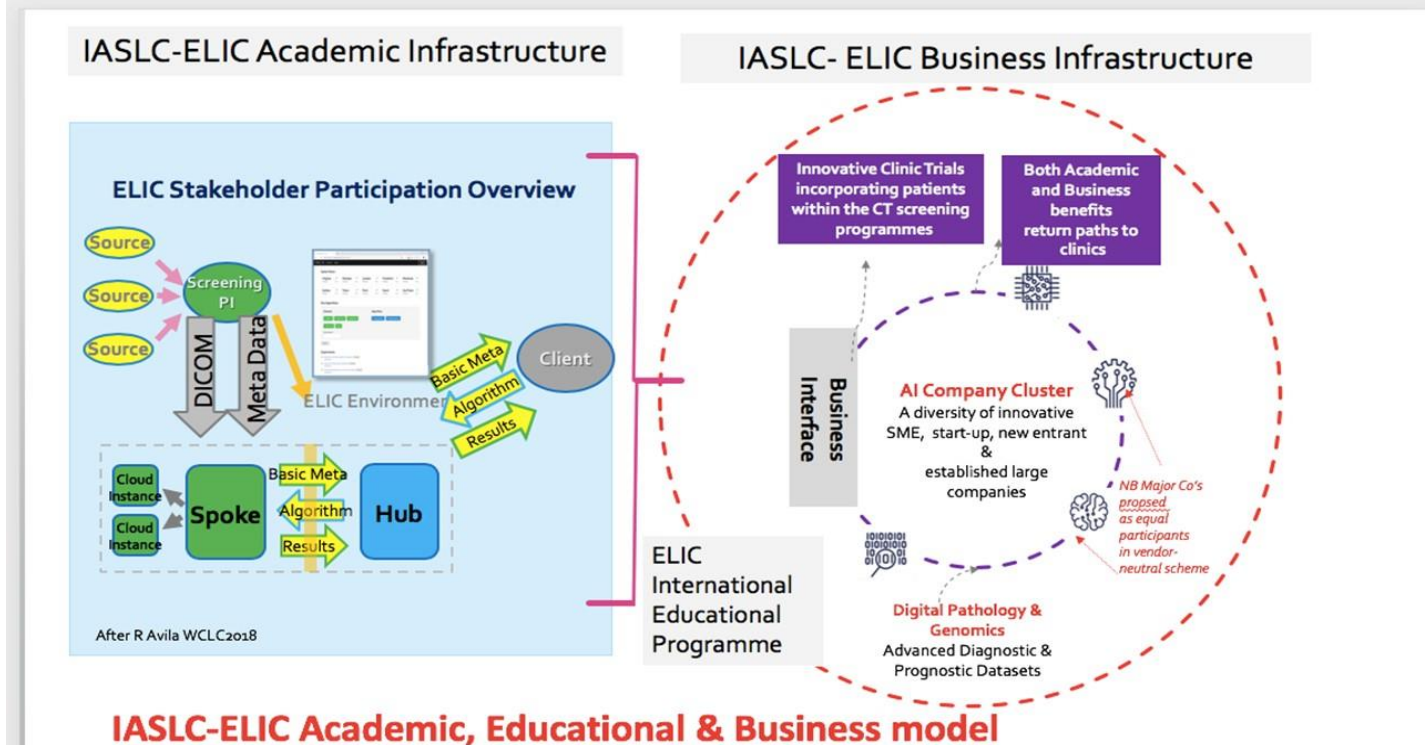 IASLC-ELIC Academic Infrastructure
IASLC- ELIC Business Infrastructure
ELIC Stakeholder Participation Overview
Source
Source
Source
Screening
PI
DICOM
Meta Data
ELIC Environmen
Basic Meta
Algorithm
Results
Client
Cloud
Instance
Cloud
Instance
Spoke
Basic Meta
Algorithm
Results
Hub
After R Avila WCLC2018
Innovative Clinic Trials
incorporating patients
within the CT screening
programmes
Both Academic
and Business
benefits
return paths to
clinics
Business
Interface
AI Company Cluster
A diversity of innovative
SME, start-up, new entrant
&
established large
companies
NB Major Co's
propsed
as equal
participants
in vendor-
neutral scheme
ELIC
International
Educational
Programme
Digital Pathology &
Genomics
Advanced Diagnostic &
Prognostic Datasets
IASLC-ELIC Academic, Educational & Business model